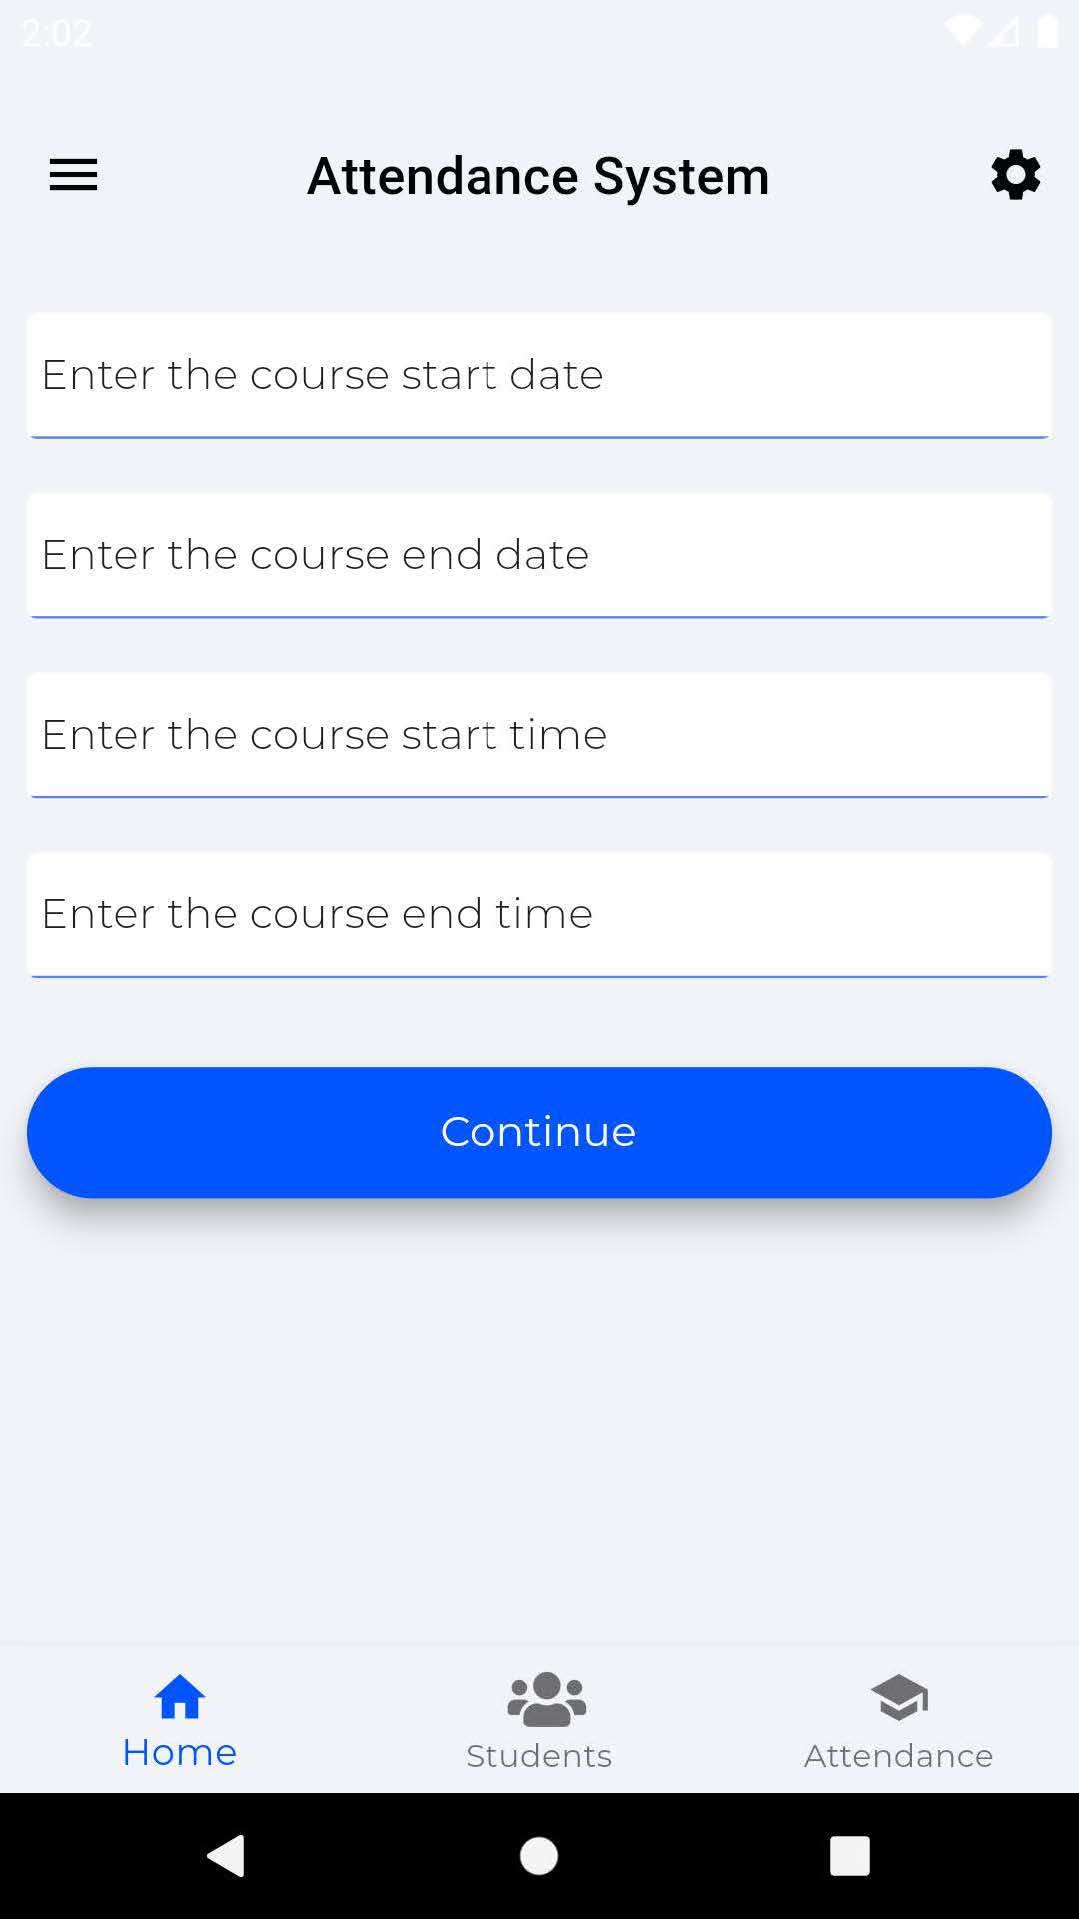 2:02
Attendance System
Enter the course start date
Enter the course end date
Enter the course start time
Enter the course end time
Continue
Home
Students
Attendance